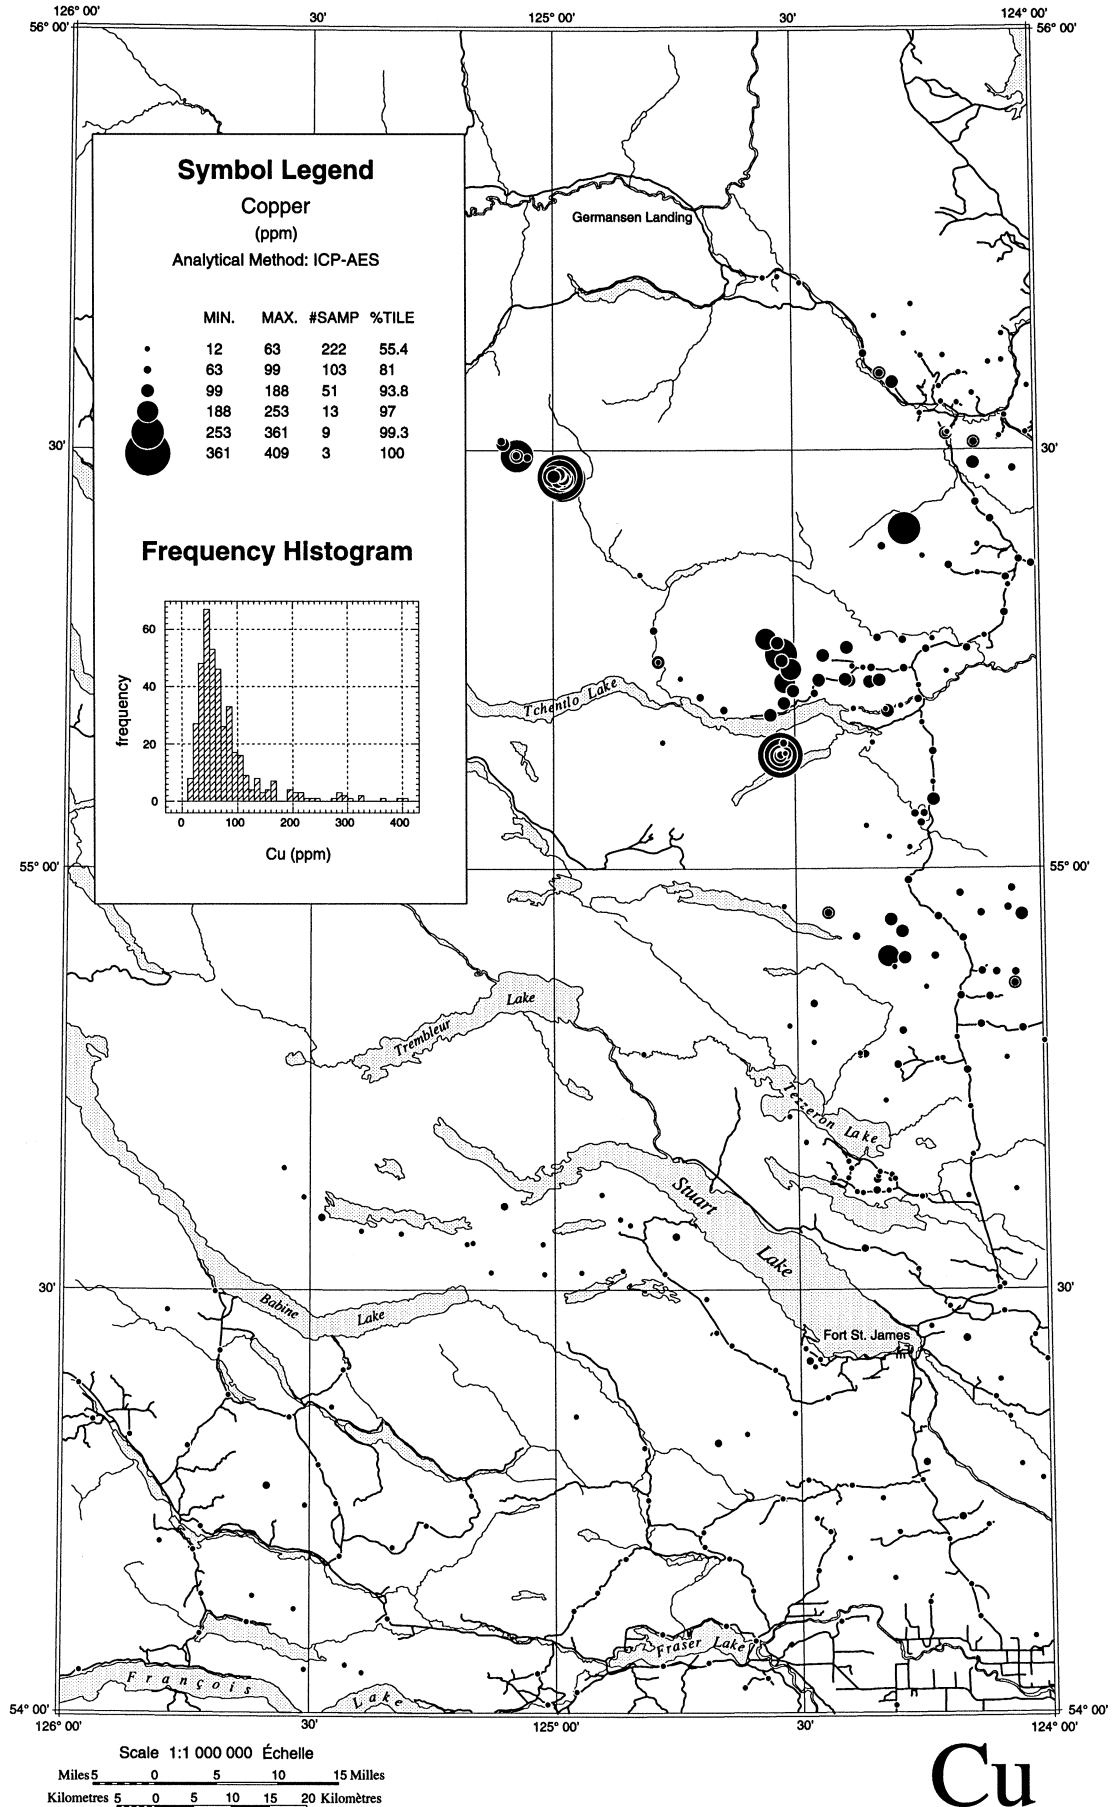 126° 00' 30' 125° 00' 30' 124° 00'
56° 00' 56° 00'
Symbol Legend
Copper
(ppm)
Analytical Method: ICP-AES
MIN. MAX. #SAMP %TILE
12 63 222 55.4
63 99 103 81
99 188 51 93.8
188 253 13 97
253 361 9 99.3
361 409 3 100
Germansen Landing
30' 30'
Frequency Histogram
60
40
20
0
frequency
0 100 200 300 400
Cu (ppm)
Tchentlo Lake
55° 00' 55° 00'
Trembleur Lake
Tezzeron Lake
Stuart
Lake
30' 30'
Babine Lake
Fort St. James
Fraser Lake
François Lake
54° 00' 54° 00'
126° 00' 30' 125° 00' 30' 124° 00'
Scale 1:1 000 000 Échelle
Miles 5 0 5 10 15 Milles
Kilometres 5 0 5 10 15 20 Kilomètres
Cu